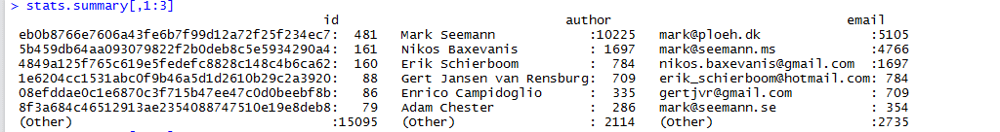 > stats.summary[,1:3]
id author email
eb0b8766e7606a43fe6b7f99d12a72f25f234ec7: 481 Mark Seemann :10225 mark@ploeh.dk :5105
5b459db64aa093079822f2b0deb8c5e5934290a4: 161 Nikos Baxevanis : 1697 mark@seemann.ms :4766
4849a125f765c619e5fedefc8828c148c4b6ca62: 160 Erik Schierboom : 784 nikos.baxevanis@gmail.com :1697
1e6204cc1531abc0f9b46a5d1d2610b29c2a3920: 88 Gert Jansen van Rensburg: 709 erik_schierboom@hotmail.com: 784
08efddae0c1e6870c3f715b47ee47c0d0beebf8b: 86 Enrico Campidoglio : 335 gertjvr@gmail.com : 709
8f3a684c46512913ae2354088747510e19e8deb8: 79 Adam Chester : 286 mark@seemann.se : 354
(Other) :15095 (Other) : 2114 (Other) :2735